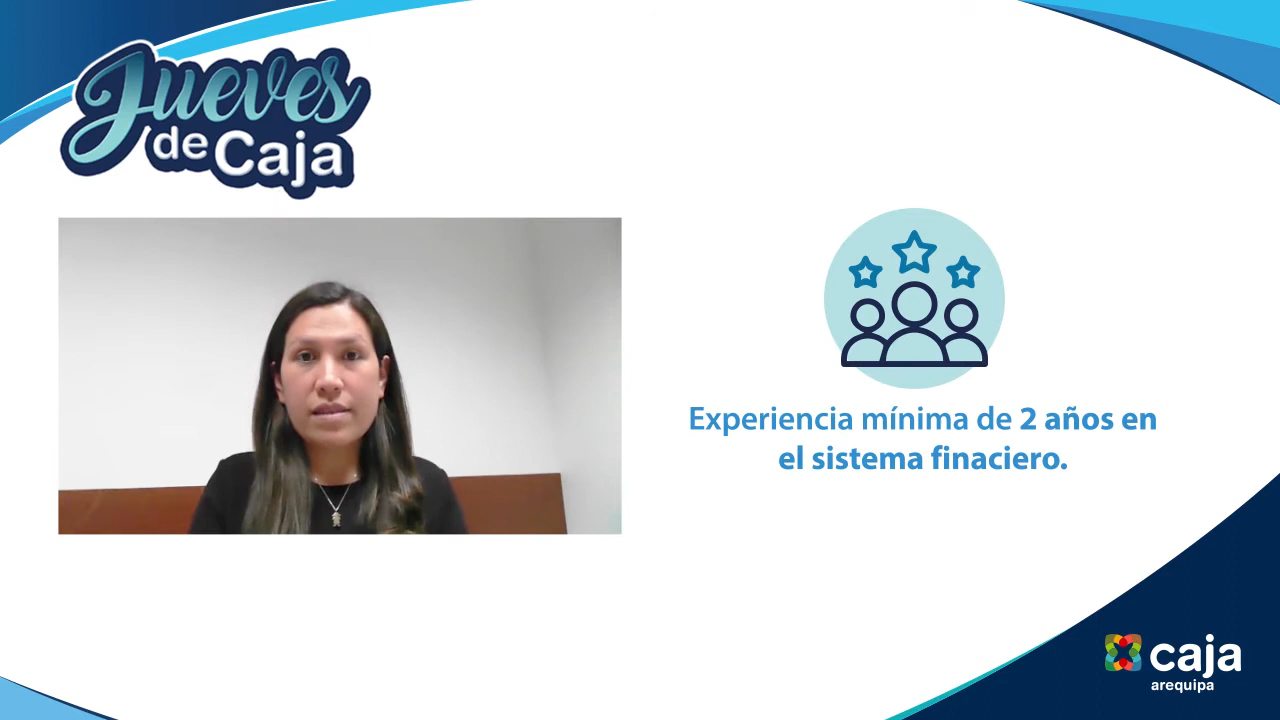 Jueves
de Caja
Experiencia mínima de 2 años en
el sistema finaciero.
caja
arequipa